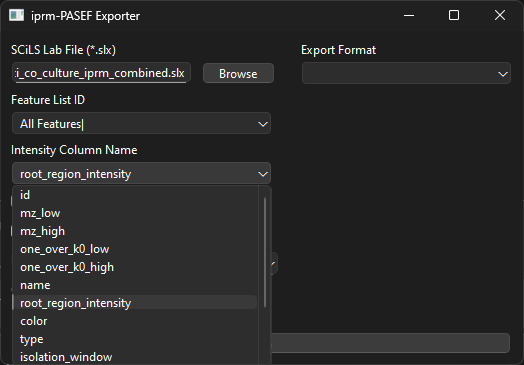 iprm-PASEF Exporter
SCiLS Lab File (*.slx)
Export Format
i_co_culture_iprm_combined.slx
Browse
Feature List ID
All Features
Intensity Column Name
root_region_intensity
id
mz_low
mz_high
one_over_k0_low
one_over_k0_high
name
root_region_intensity
color
type
isolation_window